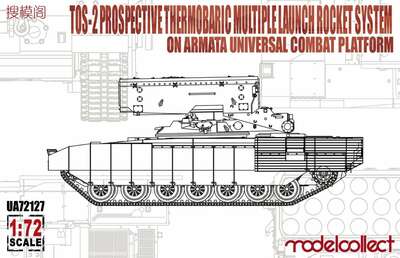 搜模阁
TOS-2 PROSPECTIVE THERMOBARIC MULTIPLE LAUNCH ROCKET SYSTEM
ON ARMATA UNIVERSAL COMBAT PLATFORM
UA72127
1:72
SCALE
modelcollect